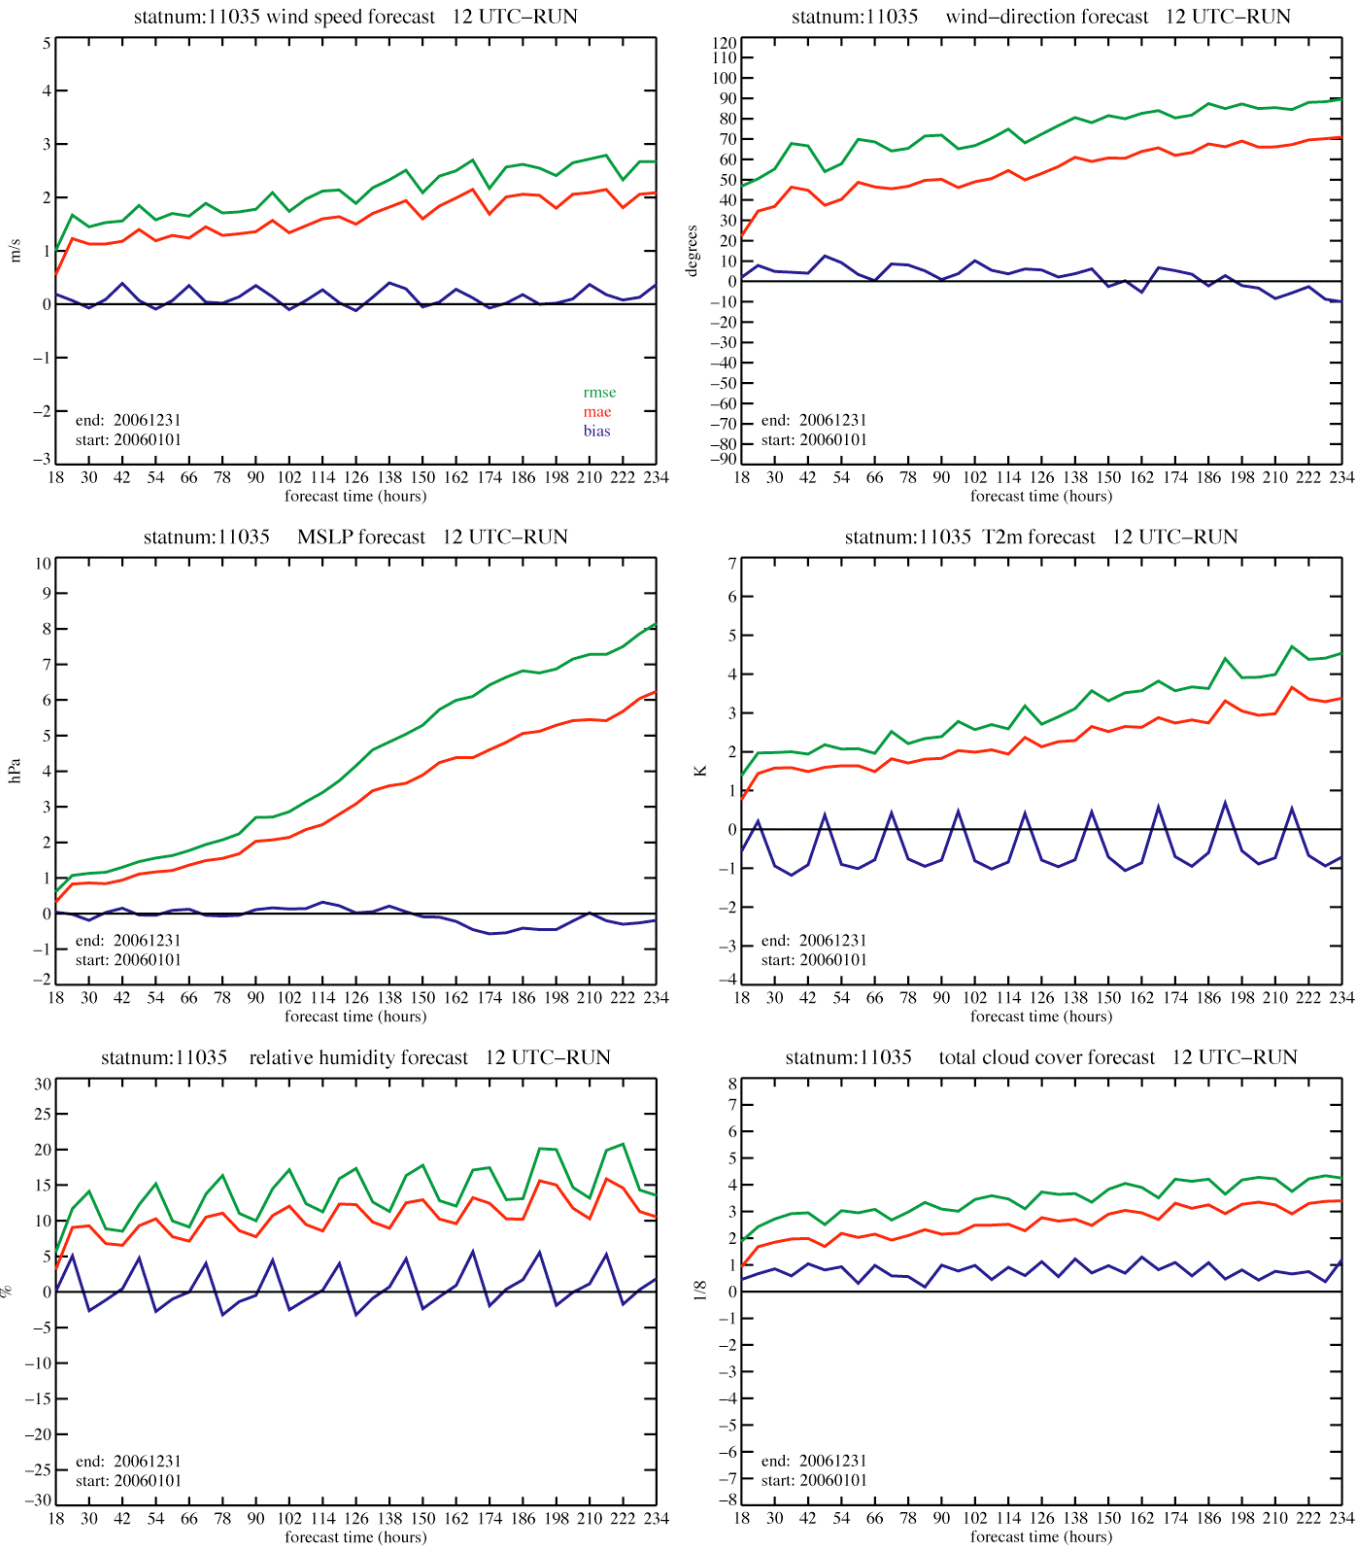 statnum:11035 wind speed forecast 12 UTC−RUN
5
4
3
2
1
0
−1
−2
−3
m/s
rmse
mae
bias
end: 20061231
start: 20060101
18 30 42 54 66 78 90 102 114 126 138 150 162 174 186 198 210 222 234
forecast time (hours)
statnum:11035 wind−direction forecast 12 UTC−RUN
120
110
100
90
80
70
60
50
40
30
20
10
0
−10
−20
−30
−40
−50
−60
−70
−80
−90
degrees
end: 20061231
start: 20060101
18 30 42 54 66 78 90 102 114 126 138 150 162 174 186 198 210 222 234
forecast time (hours)
statnum:11035 MSLP forecast 12 UTC−RUN
10
9
8
7
6
5
4
3
2
1
0
−1
−2
hPa
end: 20061231
start: 20060101
18 30 42 54 66 78 90 102 114 126 138 150 162 174 186 198 210 222 234
forecast time (hours)
statnum:11035 T2m forecast 12 UTC−RUN
7
6
5
4
3
2
1
0
−1
−2
−3
−4
K
end: 20061231
start: 20060101
18 30 42 54 66 78 90 102 114 126 138 150 162 174 186 198 210 222 234
forecast time (hours)
statnum:11035 relative humidity forecast 12 UTC−RUN
30
25
20
15
10
5
0
−5
−10
−15
−20
−25
−30
%
end: 20061231
start: 20060101
18 30 42 54 66 78 90 102 114 126 138 150 162 174 186 198 210 222 234
forecast time (hours)
statnum:11035 total cloud cover forecast 12 UTC−RUN
8
7
6
5
4
3
2
1
0
−1
−2
−3
−4
−5
−6
−7
−8
1/8
end: 20061231
start: 20060101
18 30 42 54 66 78 90 102 114 126 138 150 162 174 186 198 210 222 234
forecast time (hours)